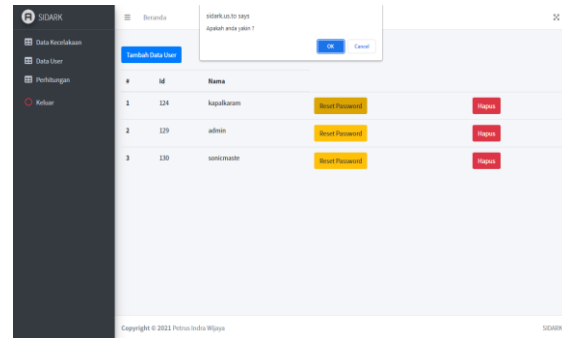 SIDARK
Beranda
sidark.us.to says
Apakah anda yakin ?
OK Cancel
Data Kecelakaan
Data User
Perhitungan
Keluar
Tambah Data User
# Id Nama
1 124 kapalkaram Reset Password Hapus
2 129 admin Reset Password Hapus
3 130 sonicmaste Reset Password Hapus
Copyright © 2021 Petrus Indra Wijaya
SIDARK